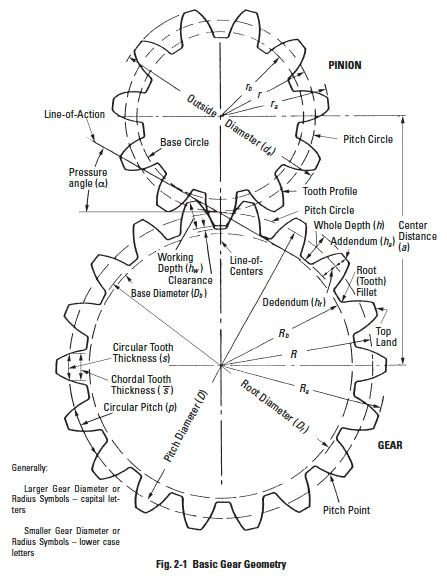 PINION
r_b
r
r_a
Outside
Diameter (d_a)
Line-of-Action
Base Circle
Pitch Circle
Pressure
angle (α)
Tooth Profile
Pitch Circle
Whole Depth (h)
Addendum (h_a)
Center
Distance
(a)
Working
Depth (h_w)
Clearance
Line-of-
Centers
Root
(Tooth)
Fillet
Base Diameter (D_b)
Dedendum (h_f)
Top
Land
R_b
R
R_a
Circular Tooth
Thickness (s)
Chordal Tooth
Thickness (s̅)
Circular Pitch (p)
Pitch Diameter (D)
Root Diameter (D_f)
GEAR
Pitch Point
Generally:
Larger Gear Diameter or
Radius Symbols – capital let-
ters
Smaller Gear Diameter or
Radius Symbols – lower case
letters
Fig. 2-1 Basic Gear Geometry